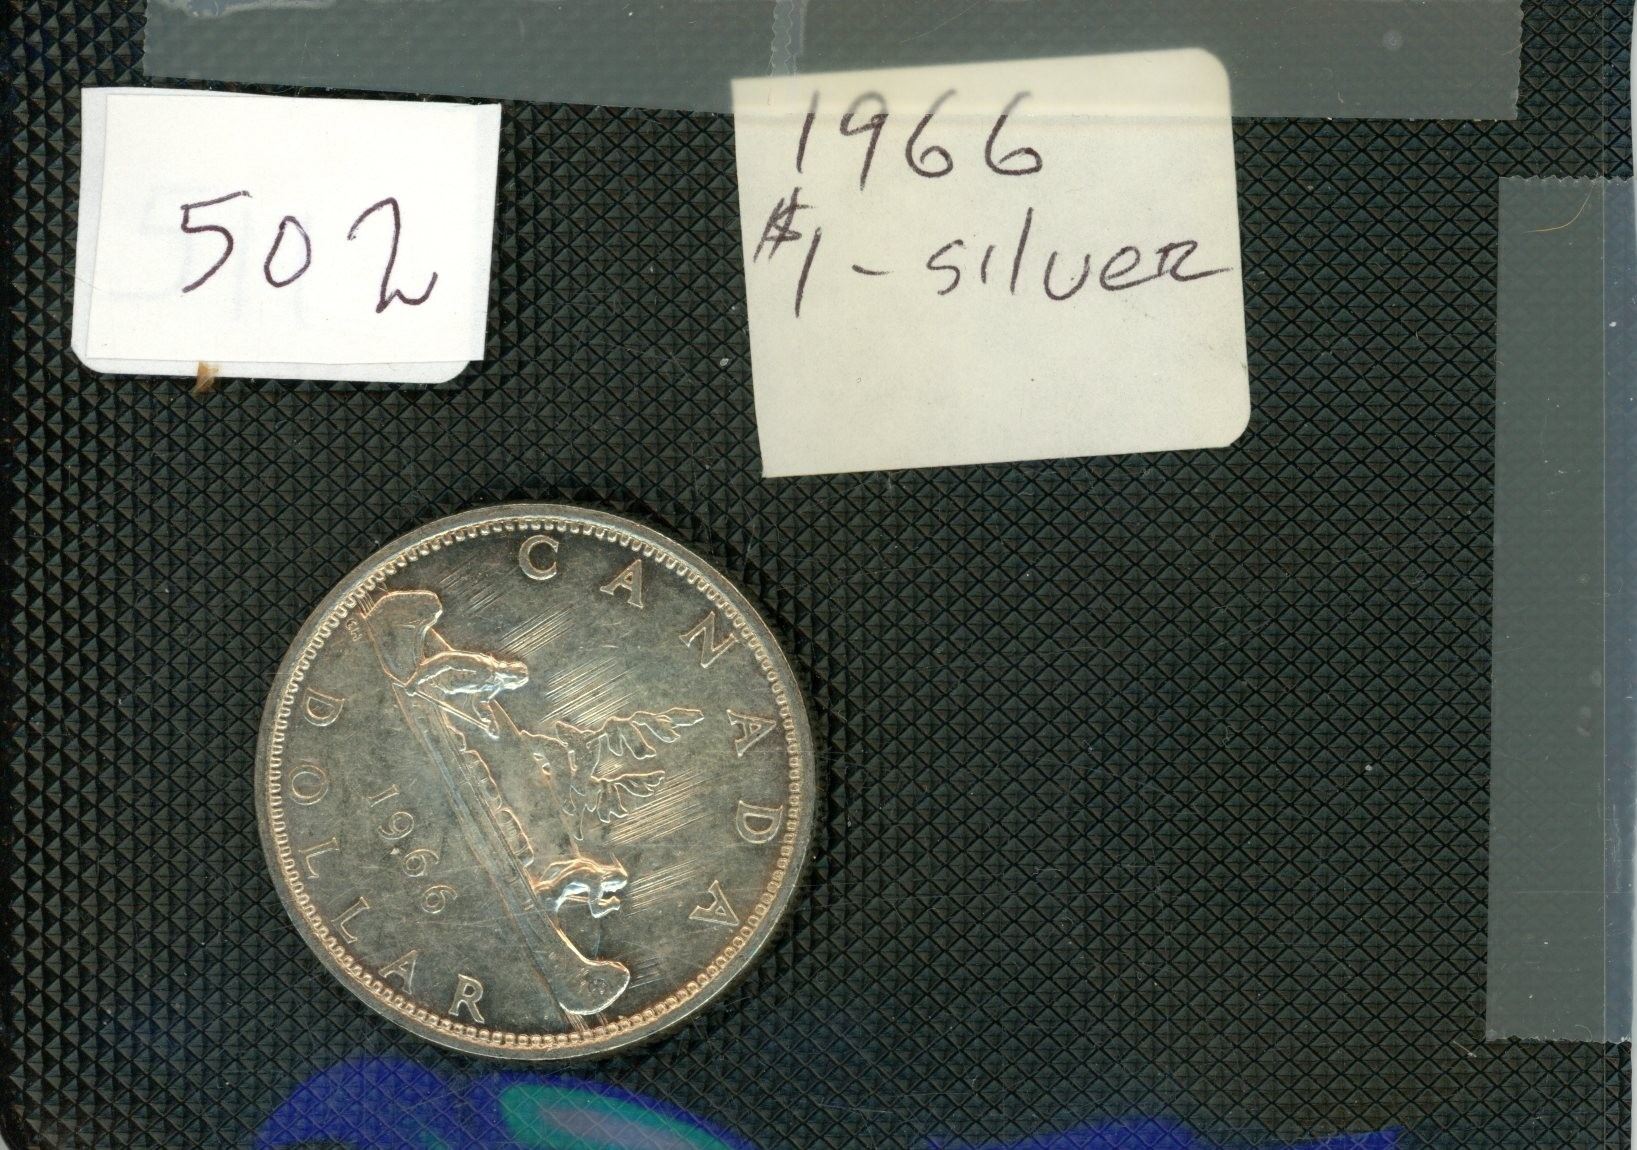 502
1966
$1 - silver
CANADA
1966
DOLLAR